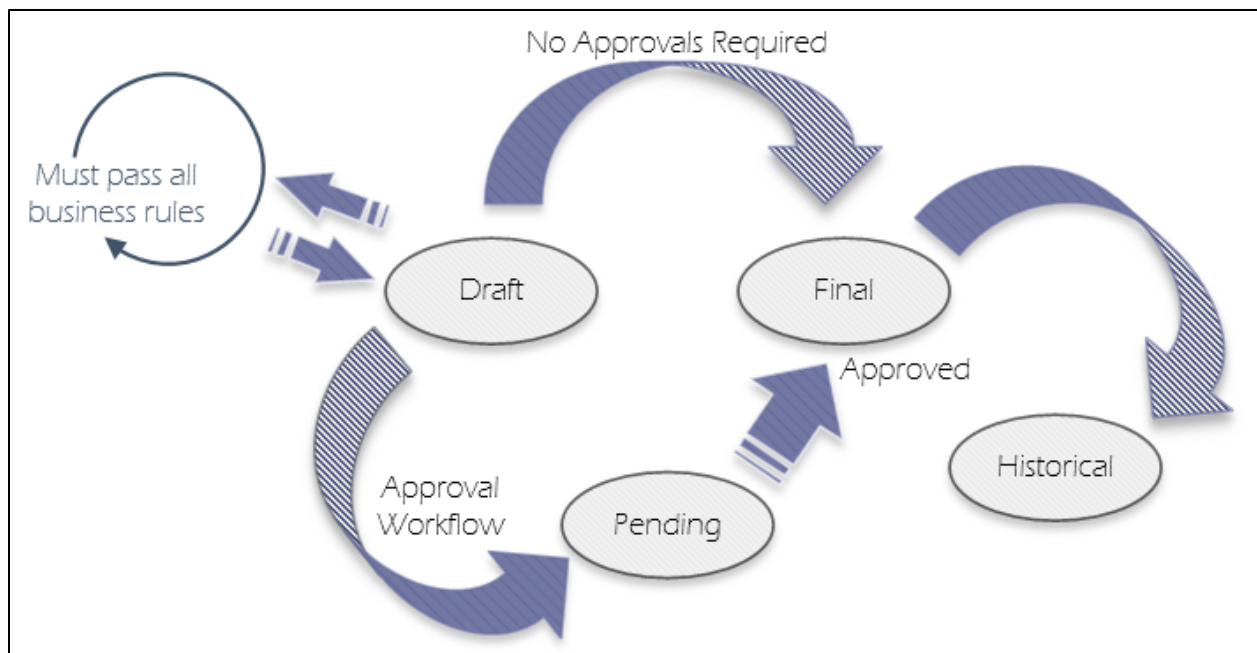 No Approvals Required
Must pass all
business rules
Draft
Final
Approved
Historical
Approval
Workflow
Pending